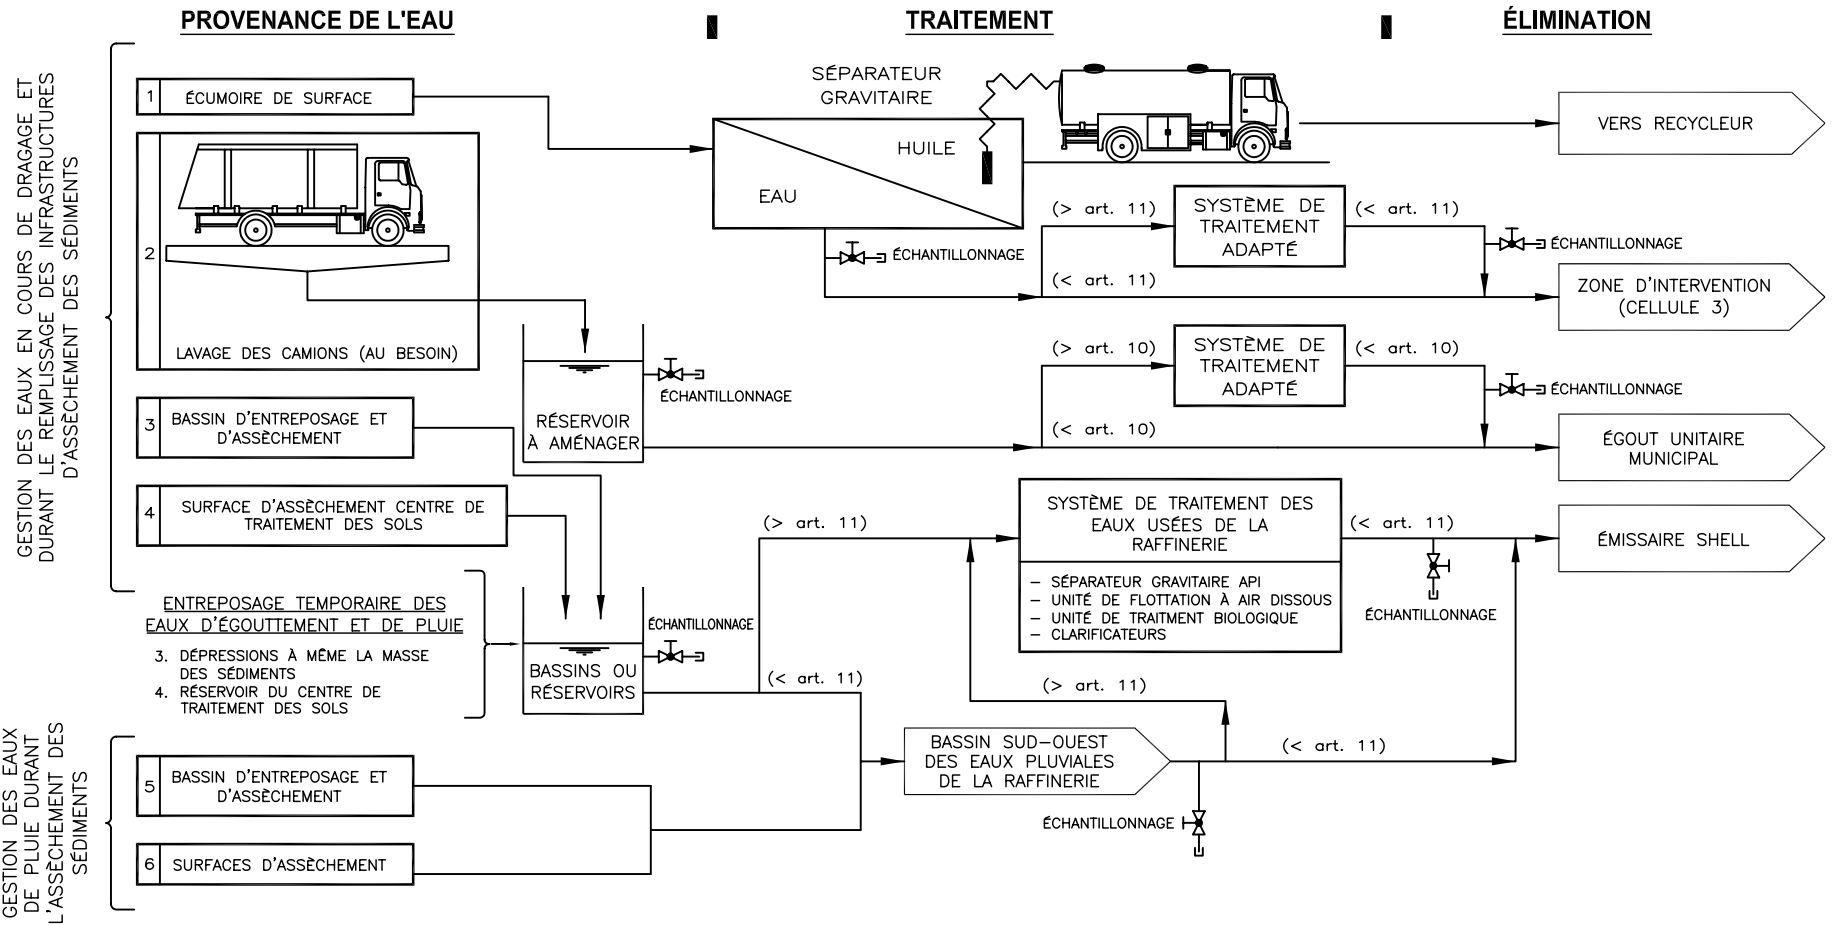 PROVENANCE DE L'EAU
TRAITEMENT
ÉLIMINATION
GESTION DES EAUX EN COURS DE DRAGAGE ET
DURANT LE REMPLISSAGE DES INFRASTRUCTURES
D'ASSÈCHEMENT DES SÉDIMENTS
1
ÉCUMOIRE DE SURFACE
2
LAVAGE DES CAMIONS (AU BESOIN)
3
BASSIN D'ENTREPOSAGE ET
D'ASSÈCHEMENT
4
SURFACE D'ASSÈCHEMENT CENTRE DE
TRAITEMENT DES SOLS
ENTREPOSAGE TEMPORAIRE DES
EAUX D'ÉGOUTTEMENT ET DE PLUIE
3. DÉPRESSIONS À MÊME LA MASSE
DES SÉDIMENTS
4. RÉSERVOIR DU CENTRE DE
TRAITEMENT DES SOLS
GESTION DES EAUX
DE PLUIE DURANT
L'ASSÈCHEMENT DES
SÉDIMENTS
5
BASSIN D'ENTREPOSAGE ET
D'ASSÈCHEMENT
6
SURFACES D'ASSÈCHEMENT
RÉSERVOIR
À AMÉNAGER
ÉCHANTILLONNAGE
BASSINS OU
RÉSERVOIRS
ÉCHANTILLONNAGE
SÉPARATEUR
GRAVITAIRE
HUILE
EAU
ÉCHANTILLONNAGE
(> art. 11)
SYSTÈME DE
TRAITEMENT
ADAPTÉ
(< art. 11)
(< art. 11)
ÉCHANTILLONNAGE
(> art. 10)
SYSTÈME DE
TRAITEMENT
ADAPTÉ
(< art. 10)
(< art. 10)
ÉCHANTILLONNAGE
(> art. 11)
SYSTÈME DE TRAITEMENT DES
EAUX USÉES DE LA
RAFFINERIE
– SÉPARATEUR GRAVITAIRE API
– UNITÉ DE FLOTTATION À AIR DISSOUS
– UNITÉ DE TRAITMENT BIOLOGIQUE
– CLARIFICATEURS
(< art. 11)
ÉCHANTILLONNAGE
(< art. 11)
(> art. 11)
BASSIN SUD-OUEST
DES EAUX PLUVIALES
DE LA RAFFINERIE
(< art. 11)
ÉCHANTILLONNAGE
VERS RECYCLEUR
ZONE D'INTERVENTION
(CELLULE 3)
ÉGOUT UNITAIRE
MUNICIPAL
ÉMISSAIRE SHELL